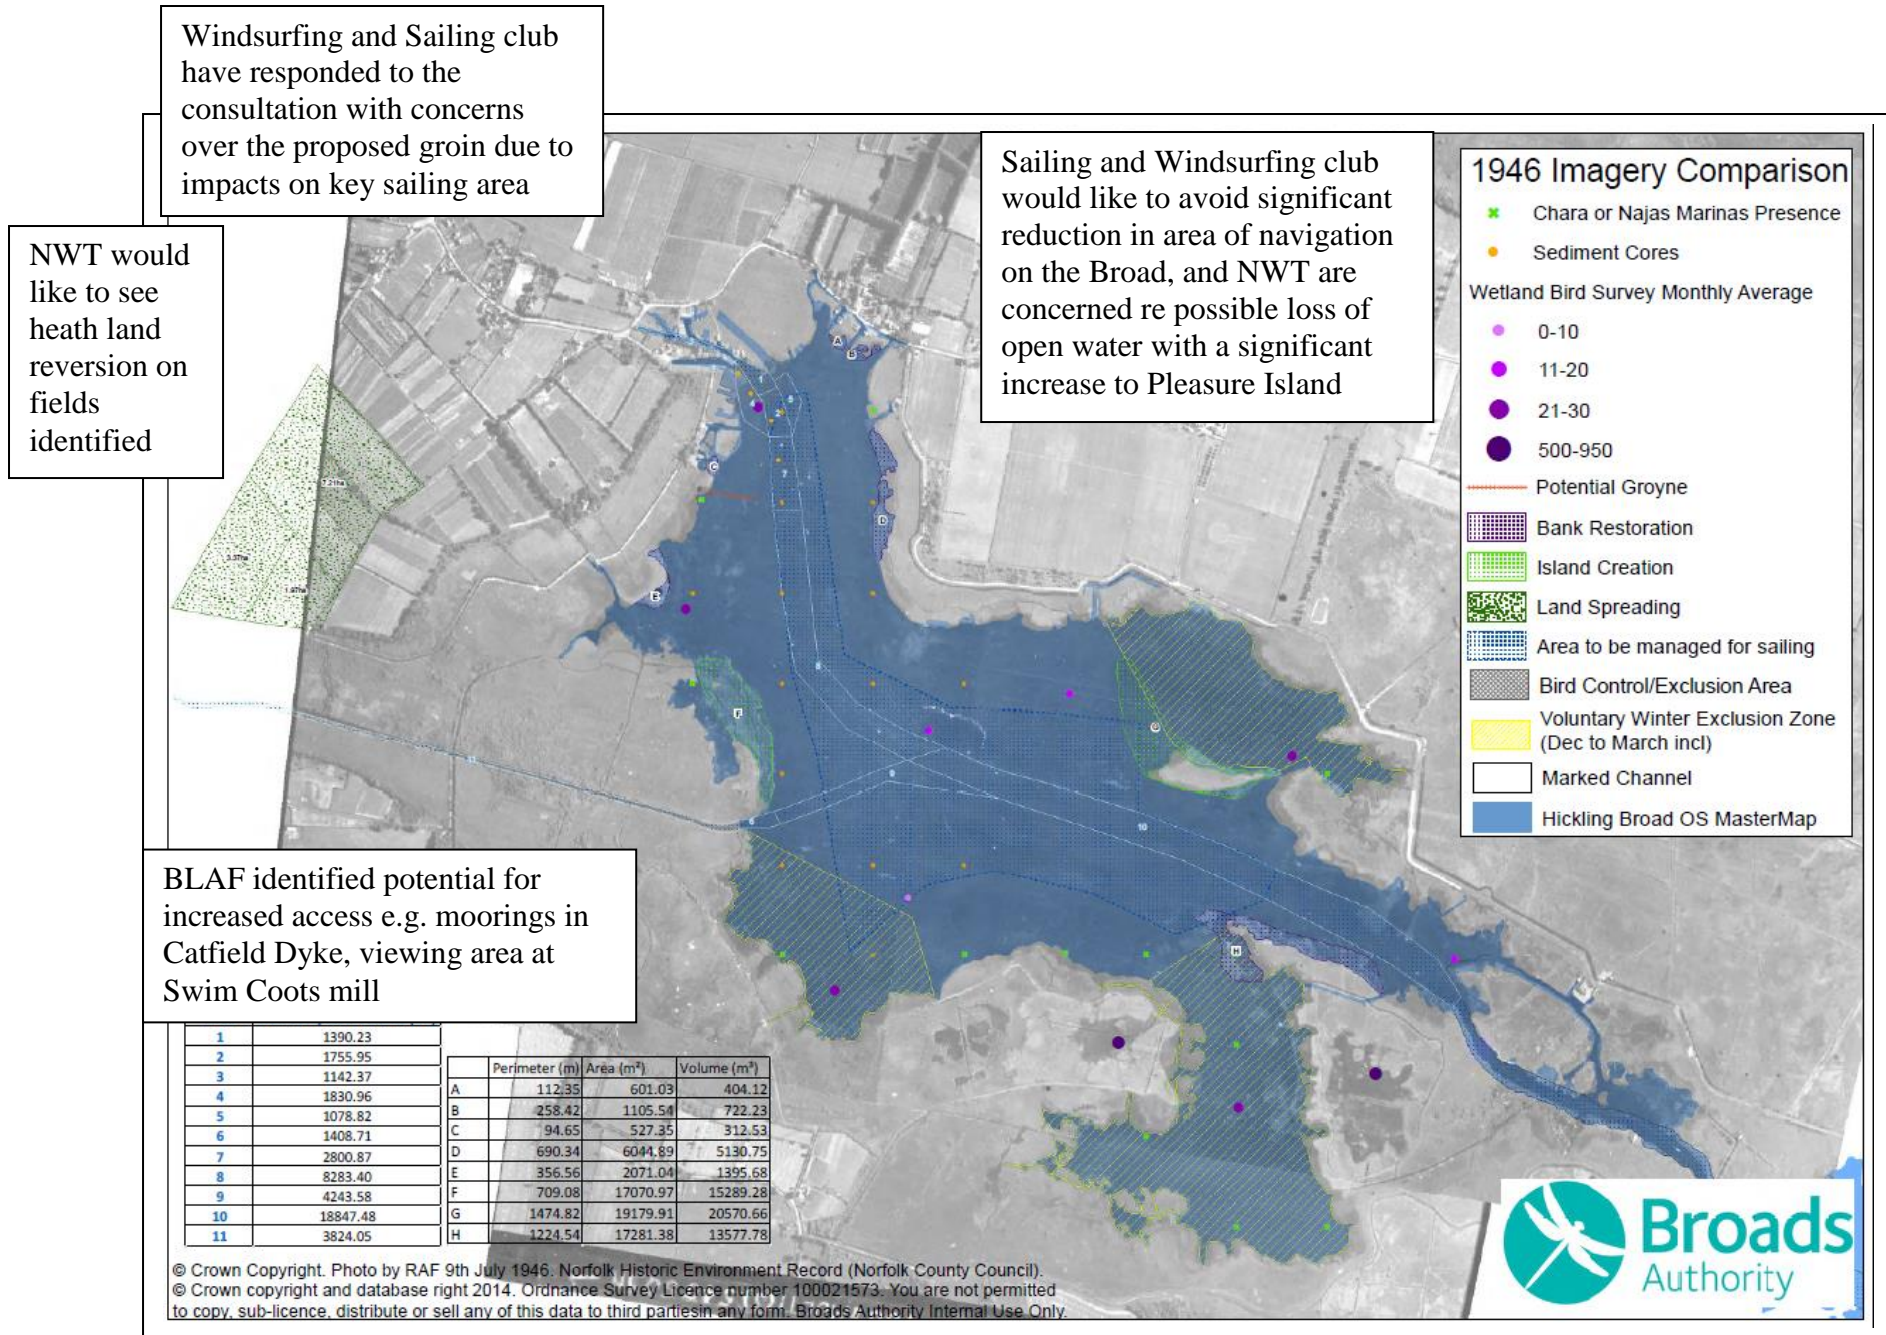 Windsurfing and Sailing club
have responded to the
consultation with concerns
over the proposed groin due to
impacts on key sailing area
NWT would
like to see
heath land
reversion on
fields
identified
Sailing and Windsurfing club
would like to avoid significant
reduction in area of navigation
on the Broad, and NWT are
concerned re possible loss of
open water with a significant
increase to Pleasure Island
1946 Imagery Comparison
Chara or Najas Marinas Presence
Sediment Cores
Wetland Bird Survey Monthly Average
0-10
11-20
21-30
500-950
Potential Groyne
Bank Restoration
Island Creation
Land Spreading
Area to be managed for sailing
Bird Control/Exclusion Area
Voluntary Winter Exclusion Zone
(Dec to March incl)
Marked Channel
Hickling Broad OS MasterMap
A
B
1
5
4
2
C
7
D
7.21ha
E
8
F
G
9
6
10
H
BLAF identified potential for
increased access e.g. moorings in
Catfield Dyke, viewing area at
Swim Coots mill
1 1390.23
2 1755.95
3 1142.37
4 1830.96
5 1078.82
6 1408.71
7 2800.87
8 8283.40
9 4243.58
10 18847.48
11 3824.05
Perimeter (m) Area (m²) Volume (m³)
A 112.35 601.03 404.12
B 258.42 1105.54 722.23
C 94.65 527.35 312.53
D 690.34 6044.89 5130.75
E 356.56 2071.04 1395.68
F 709.08 17070.97 15289.28
G 1474.82 19179.91 20570.66
H 1224.54 17281.38 13577.78
© Crown Copyright. Photo by RAF 9th July 1946. Norfolk Historic Environment Record (Norfolk County Council).
© Crown copyright and database right 2014. Ordnance Survey Licence number 100021573. You are not permitted
to copy, sub-licence, distribute or sell any of this data to third partiesin any form. Broads Authority Internal Use Only.
Broads
Authority